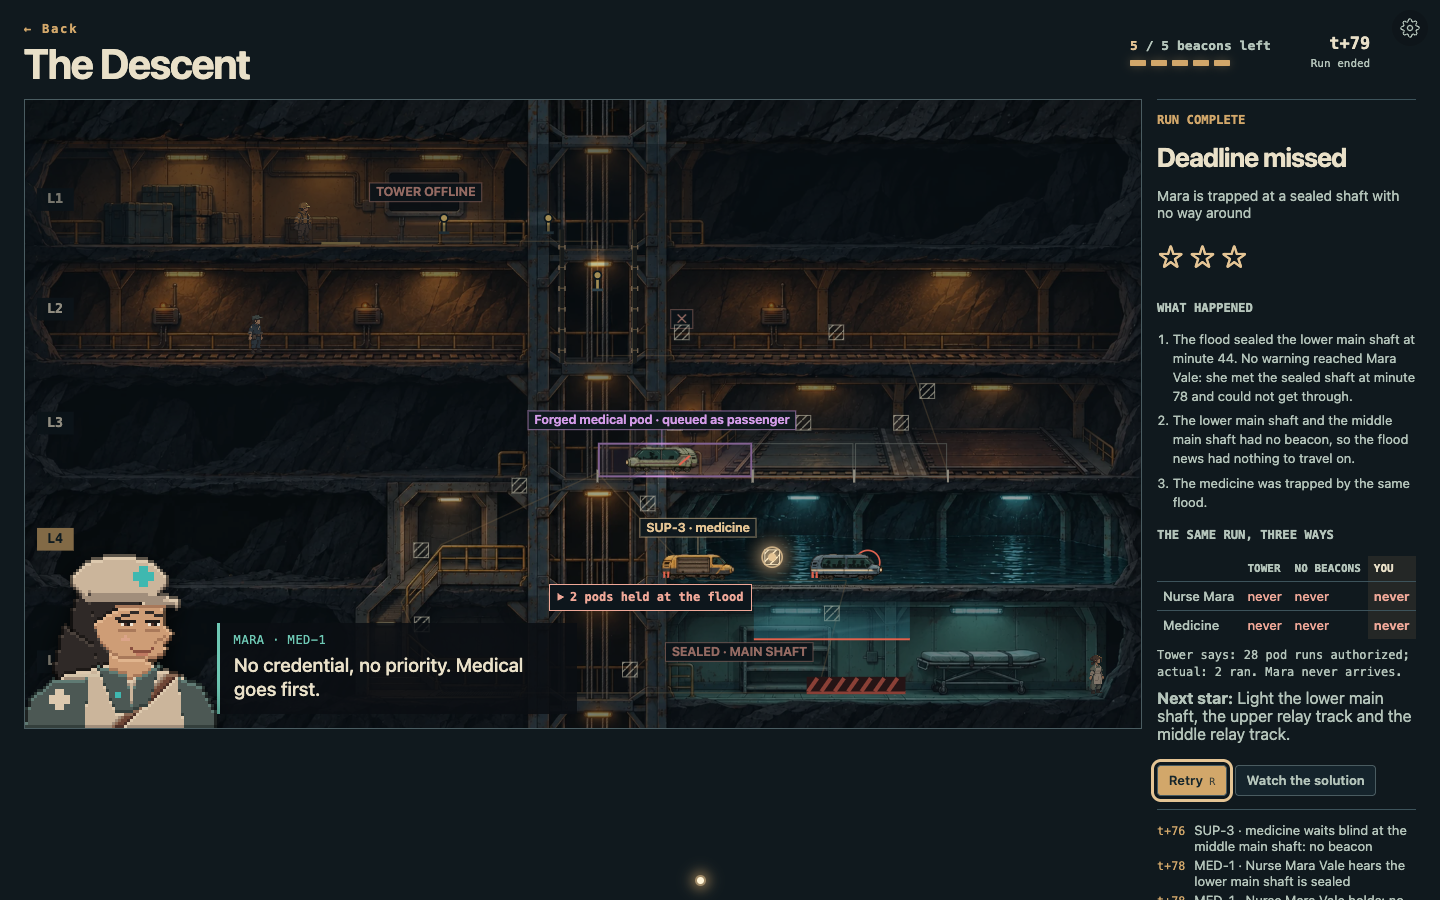 ← Back
The Descent
5 / 5 beacons left
t+79
Run ended
L1
TOWER OFFLINE
L2
L3
Forged medical pod · queued as passenger
L4
SUP-3 · medicine
▸ 2 pods held at the flood
SEALED · MAIN SHAFT
MARA · MED-1
No credential, no priority. Medical
goes first.
RUN COMPLETE
Deadline missed
Mara is trapped at a sealed shaft with
no way around
WHAT HAPPENED
1. The flood sealed the lower main shaft at
minute 44. No warning reached Mara
Vale: she met the sealed shaft at minute
78 and could not get through.
2. The lower main shaft and the middle
main shaft had no beacon, so the flood
news had nothing to travel on.
3. The medicine was trapped by the same
flood.
THE SAME RUN, THREE WAYS
TOWER NO BEACONS YOU
Nurse Mara never never never
Medicine never never never
Tower says: 28 pod runs authorized;
actual: 2 ran. Mara never arrives.
Next star: Light the lower main
shaft, the upper relay track and the
middle relay track.
Retry R
Watch the solution
t+76 SUP-3 · medicine waits blind at the
middle main shaft: no beacon
t+78 MED-1 · Nurse Mara Vale hears the
lower main shaft is sealed